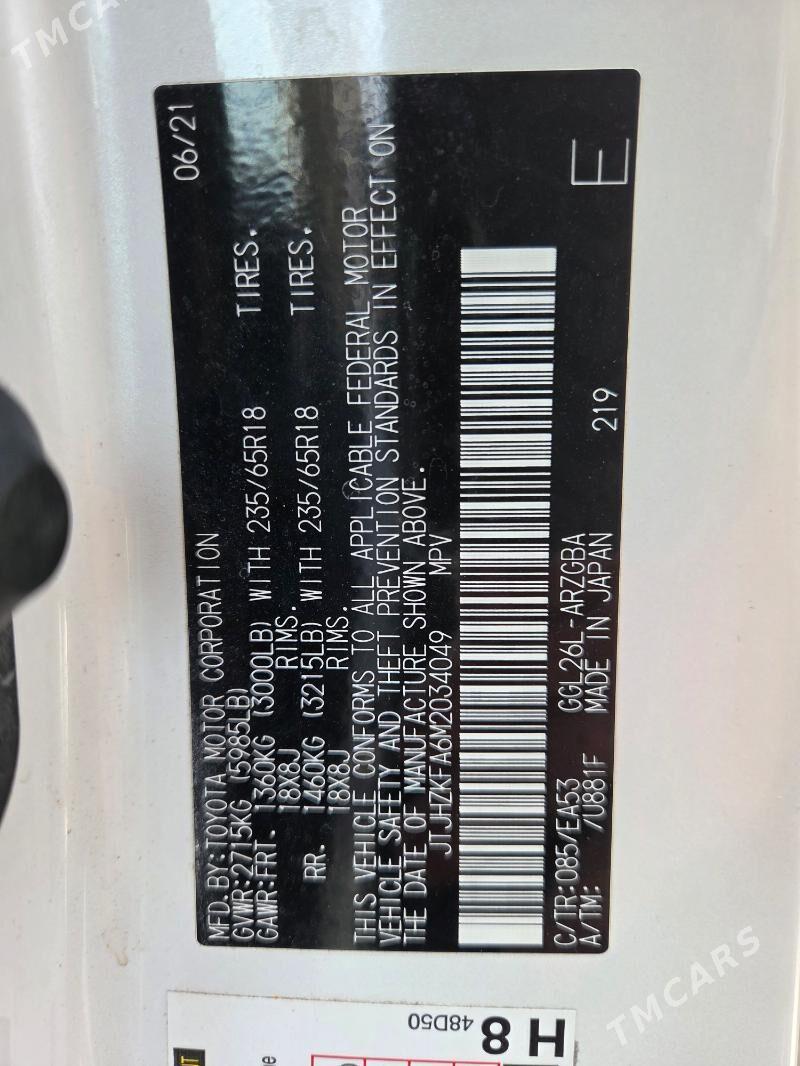 TMCARS
06/21
MFD.BY:TOYOTA MOTOR CORPORATION
GVWR:2715KG (5985LB)
GAWR:FRT. 1360KG (3000LB) WITH 235/65R18 TIRES.
18X8J RIMS.
RR. 1460KG (3215LB) WITH 235/65R18 TIRES.
18X8J RIMS.
THIS VEHICLE CONFORMS TO ALL APPLICABLE FEDERAL MOTOR
VEHICLE SAFETY AND THEFT PREVENTION STANDARDS IN EFFECT ON
THE DATE OF MANUFACTURE SHOWN ABOVE.
JTJHZKFA6M2034049 MPV
C/TR:085/EA53 GGL26L-ARZGBA
A/TM: /U881F MADE IN JAPAN 219
E
48D50
H 8
TMCARS